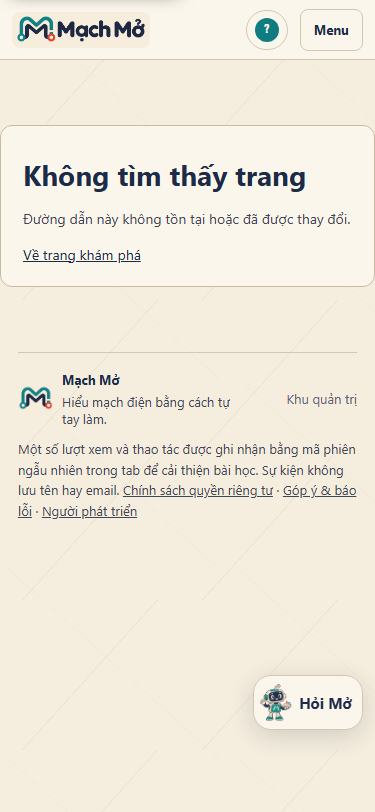 Mạch Mở
?
Menu
Không tìm thấy trang
Đường dẫn này không tồn tại hoặc đã được thay đổi.
Về trang khám phá
Mạch Mở
Hiểu mạch điện bằng cách tự
tay làm.
Khu quản trị
Một số lượt xem và thao tác được ghi nhận bằng mã phiên
ngẫu nhiên trong tab để cải thiện bài học. Sự kiện không
lưu tên hay email. Chính sách quyền riêng tư · Góp ý & báo
lỗi · Người phát triển
Hỏi Mở